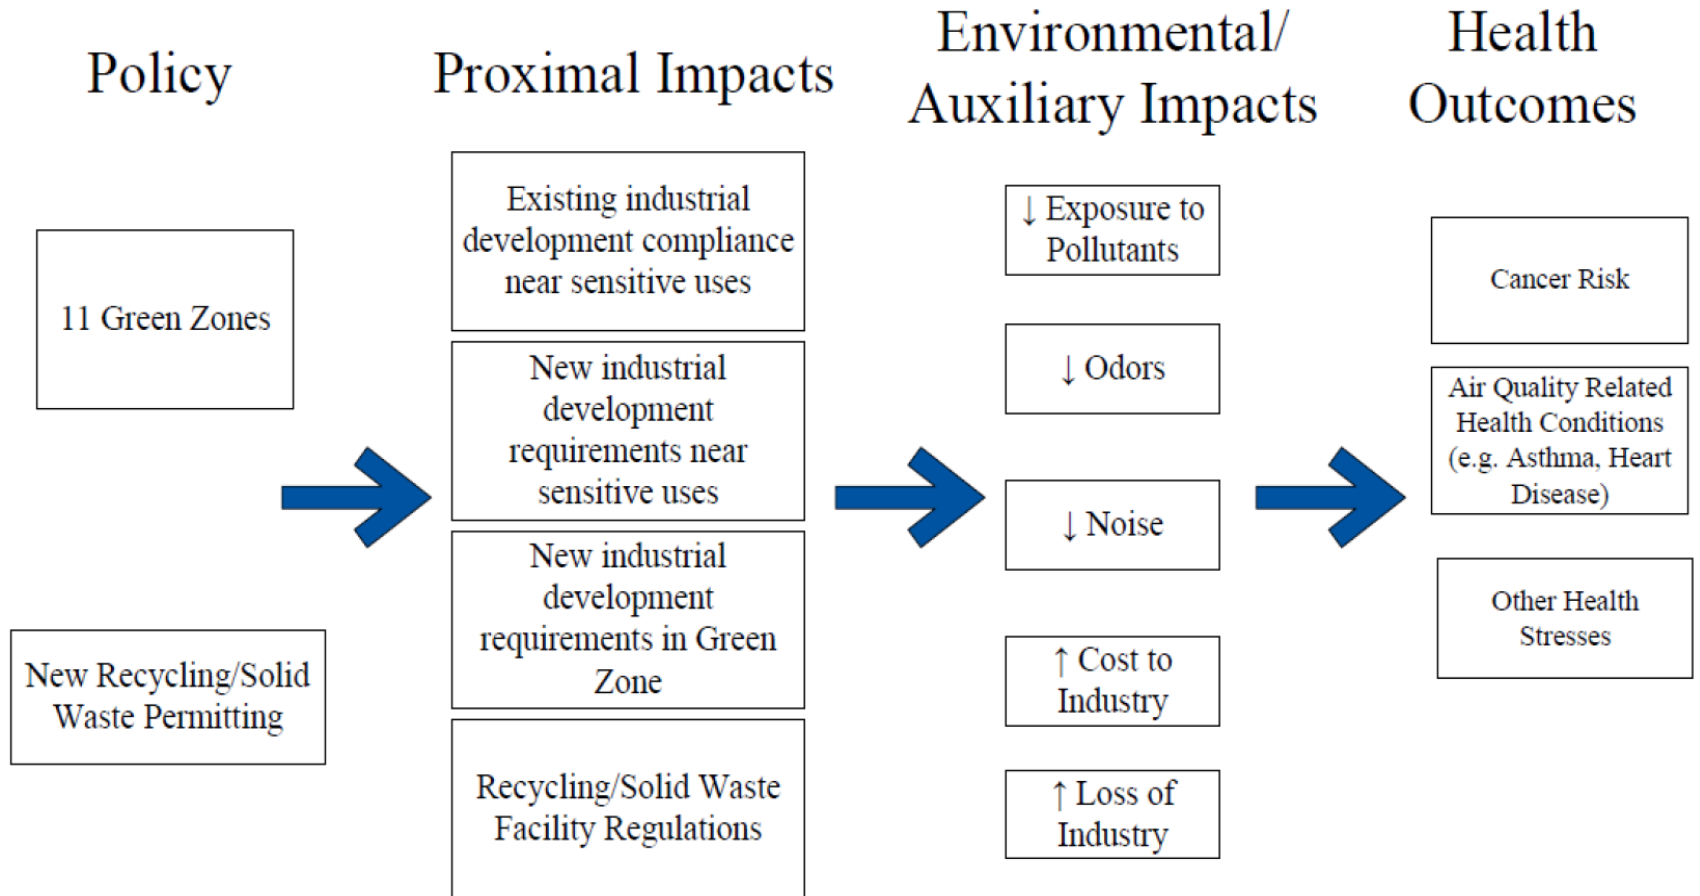 Policy
Proximal Impacts
Environmental/
Auxiliary Impacts
Health
Outcomes
11 Green Zones
New Recycling/Solid
Waste Permitting
Existing industrial
development compliance
near sensitive uses
New industrial
development
requirements near
sensitive uses
New industrial
development
requirements in Green
Zone
Recycling/Solid Waste
Facility Regulations
↓ Exposure to
Pollutants
↓ Odors
↓ Noise
↑ Cost to
Industry
↑ Loss of
Industry
Cancer Risk
Air Quality Related
Health Conditions
(e.g. Asthma, Heart
Disease)
Other Health
Stresses